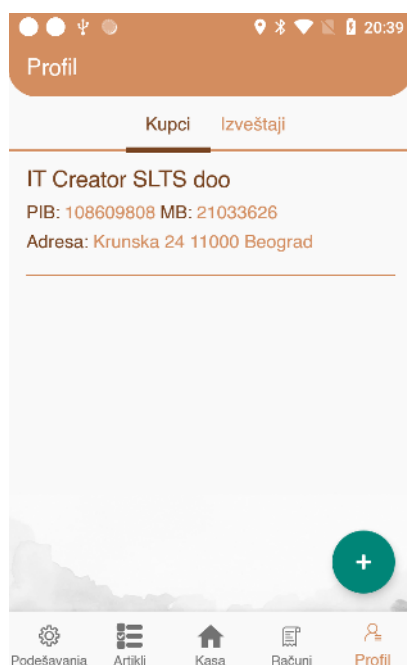 20:39
Profil
Kupci Izveštaji
IT Creator SLTS doo
PIB: 108609808 MB: 21033626
Adresa: Krunska 24 11000 Beograd
+
Podešavanja Artikli Kasa Računi Profil